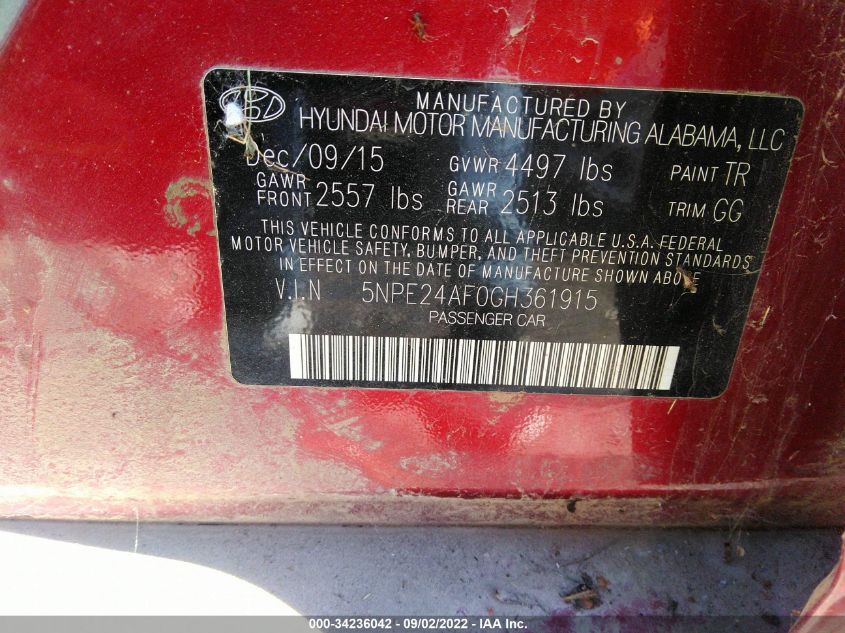 MANUFACTURED BY
HYUNDAI MOTOR MANUFACTURING ALABAMA, LLC
Dec/09/15 GVWR 4497 lbs PAINT TR
GAWR FRONT 2557 lbs GAWR REAR 2513 lbs TRIM GG
THIS VEHICLE CONFORMS TO ALL APPLICABLE U.S.A. FEDERAL
MOTOR VEHICLE SAFETY, BUMPER, AND THEFT PREVENTION STANDARDS
IN EFFECT ON THE DATE OF MANUFACTURE SHOWN ABOVE
V.I.N 5NPE24AF0GH361915
PASSENGER CAR
000-34236042 - 09/02/2022 - IAA Inc.